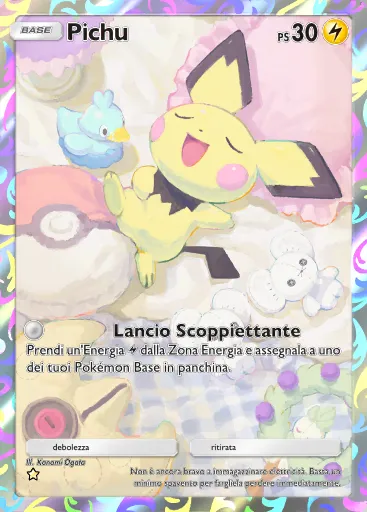 BASE Pichu PS 30
Lancio Scoppiettante
Prendi un'Energia dalla Zona Energia e assegnala a uno
dei tuoi Pokémon Base in panchina.
debolezza ritirata
Ill. Konomi Ogata
Non è ancora bravo a immagazzinare elettricità. Basta un
minimo spavento per fargliela perdere immediatamente.